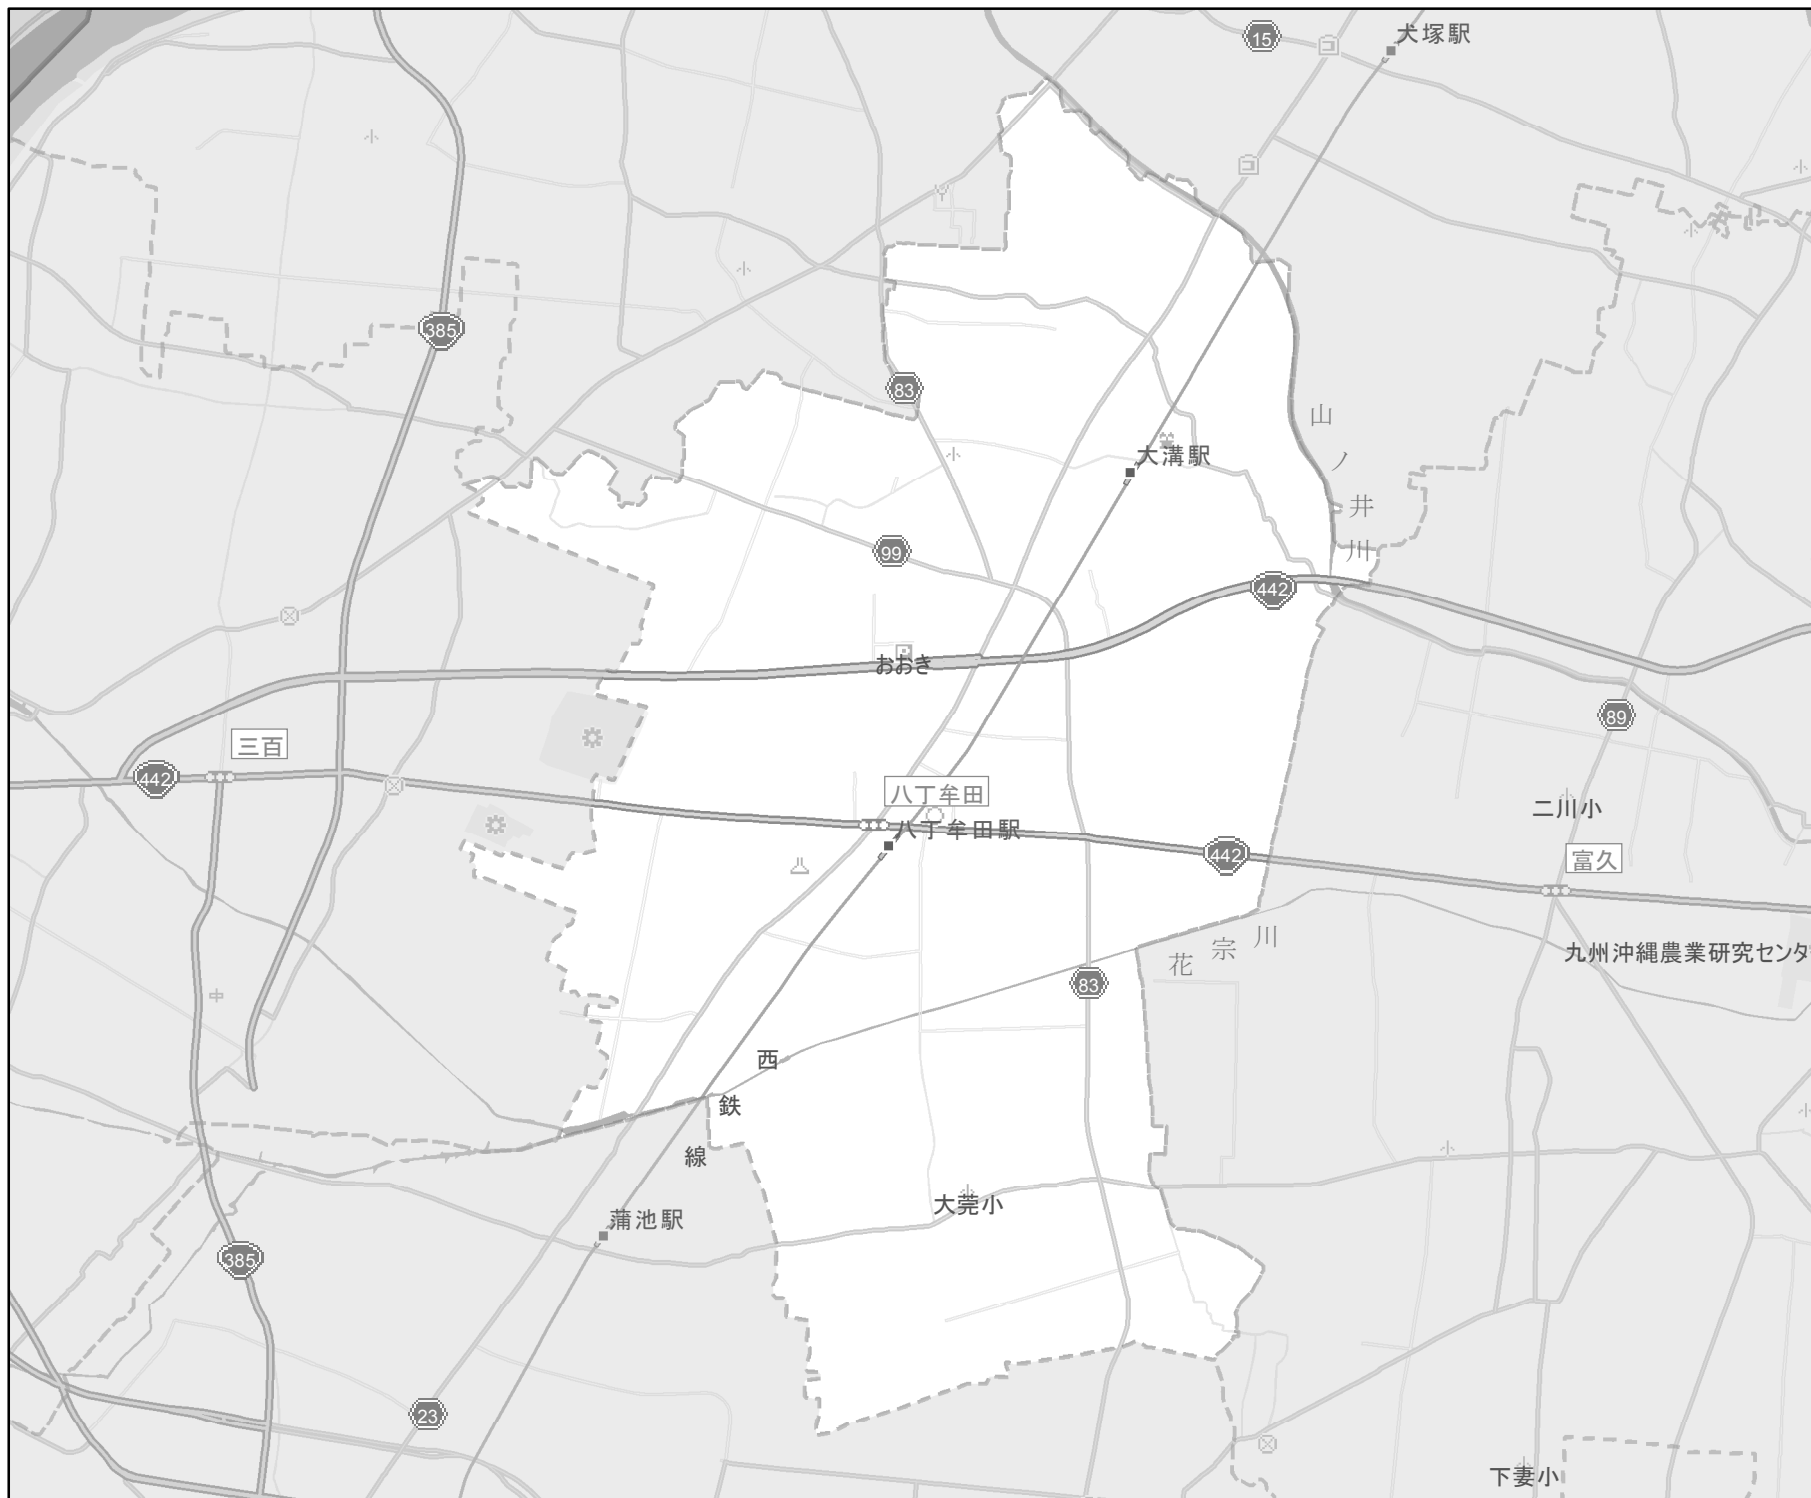 15
犬塚駅
385
83
山ノ井川
大溝駅
99
442
おおき
89
三百
442
八丁牟田
八丁牟田駅
二川小
442
富久
花宗川
九州沖縄農業研究センタ
83
西鉄線
大莞小
蒲池駅
385
23
下妻小